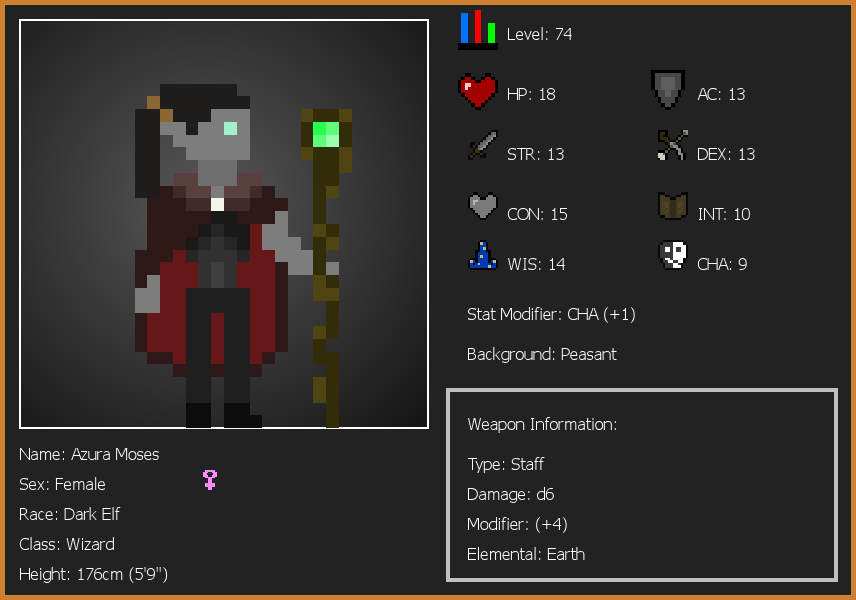 Level: 74
HP: 18
AC: 13
STR: 13
DEX: 13
CON: 15
INT: 10
WIS: 14
CHA: 9
Stat Modifier: CHA (+1)
Background: Peasant
Weapon Information:
Type: Staff
Damage: d6
Modifier: (+4)
Elemental: Earth
Name: Azura Moses
Sex: Female
Race: Dark Elf
Class: Wizard
Height: 176cm (5'9")